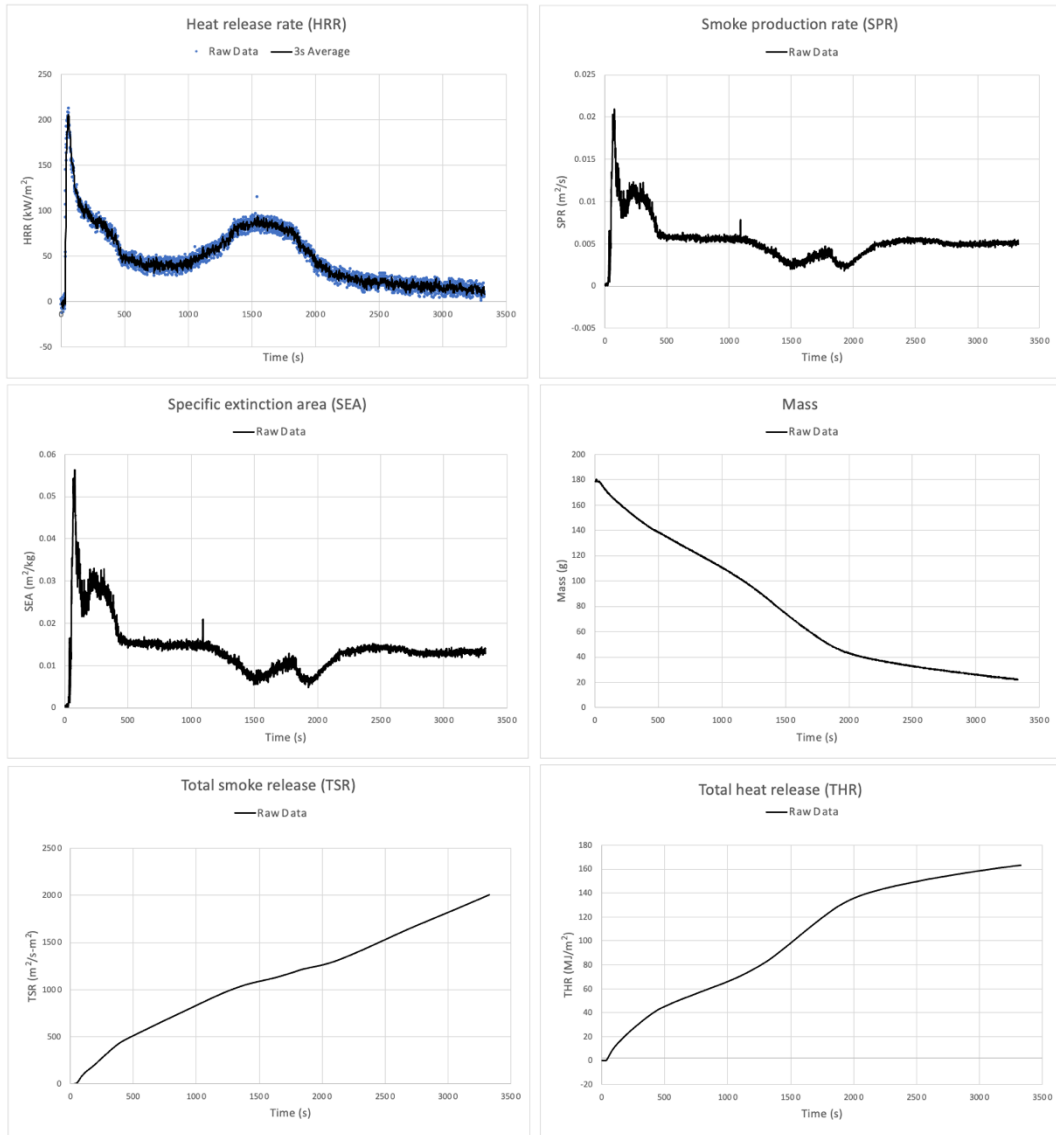 Heat release rate (HRR)
Raw Data 3s Average
250
200
150
100
50
0
-50
HRR (kW/m²)
0 500 1000 1500 2000 2500 3000 3500
Time (s)
Smoke production rate (SPR)
Raw Data
0.025
0.02
0.015
0.01
0.005
0
-0.005
SPR (m²/s)
0 500 1000 1500 2000 2500 3000 3500
Time (s)
Specific extinction area (SEA)
Raw Data
0.06
0.05
0.04
0.03
0.02
0.01
0
SEA (m²/kg)
0 500 1000 1500 2000 2500 3000 3500
Time (s)
Mass
Raw Data
200
180
160
140
120
100
80
60
40
20
0
Mass (g)
0 500 1000 1500 2000 2500 3000 3500
Time (s)
Total smoke release (TSR)
Raw Data
2500
2000
1500
1000
500
0
TSR (m²/s-m²)
0 500 1000 1500 2000 2500 3000 3500
Time (s)
Total heat release (THR)
Raw Data
180
160
140
120
100
80
60
40
20
0
-20
THR (MJ/m²)
0 500 1000 1500 2000 2500 3000 3500
Time (s)